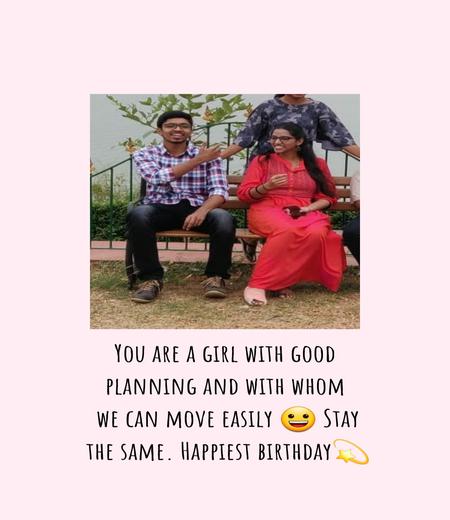 You are a girl with good
planning and with whom
we can move easily 😀 Stay
the same. Happiest birthday💫